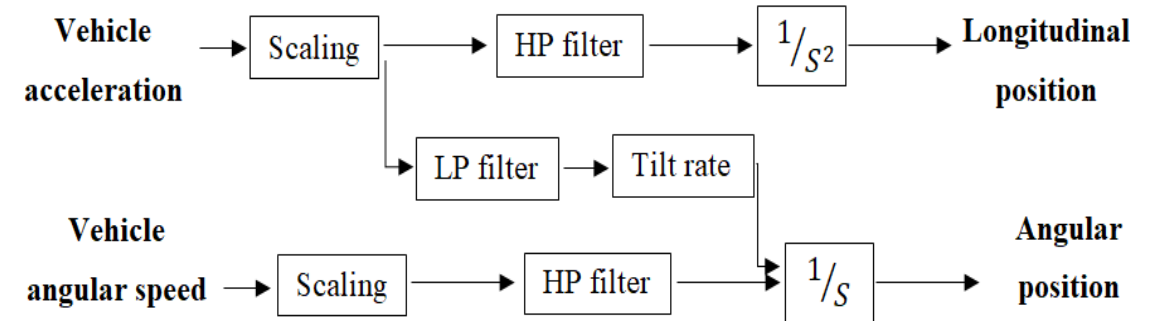 Vehicle
acceleration
Scaling
HP filter
1/S²
Longitudinal
position
LP filter
Tilt rate
Vehicle
angular speed
Scaling
HP filter
1/S
Angular
position